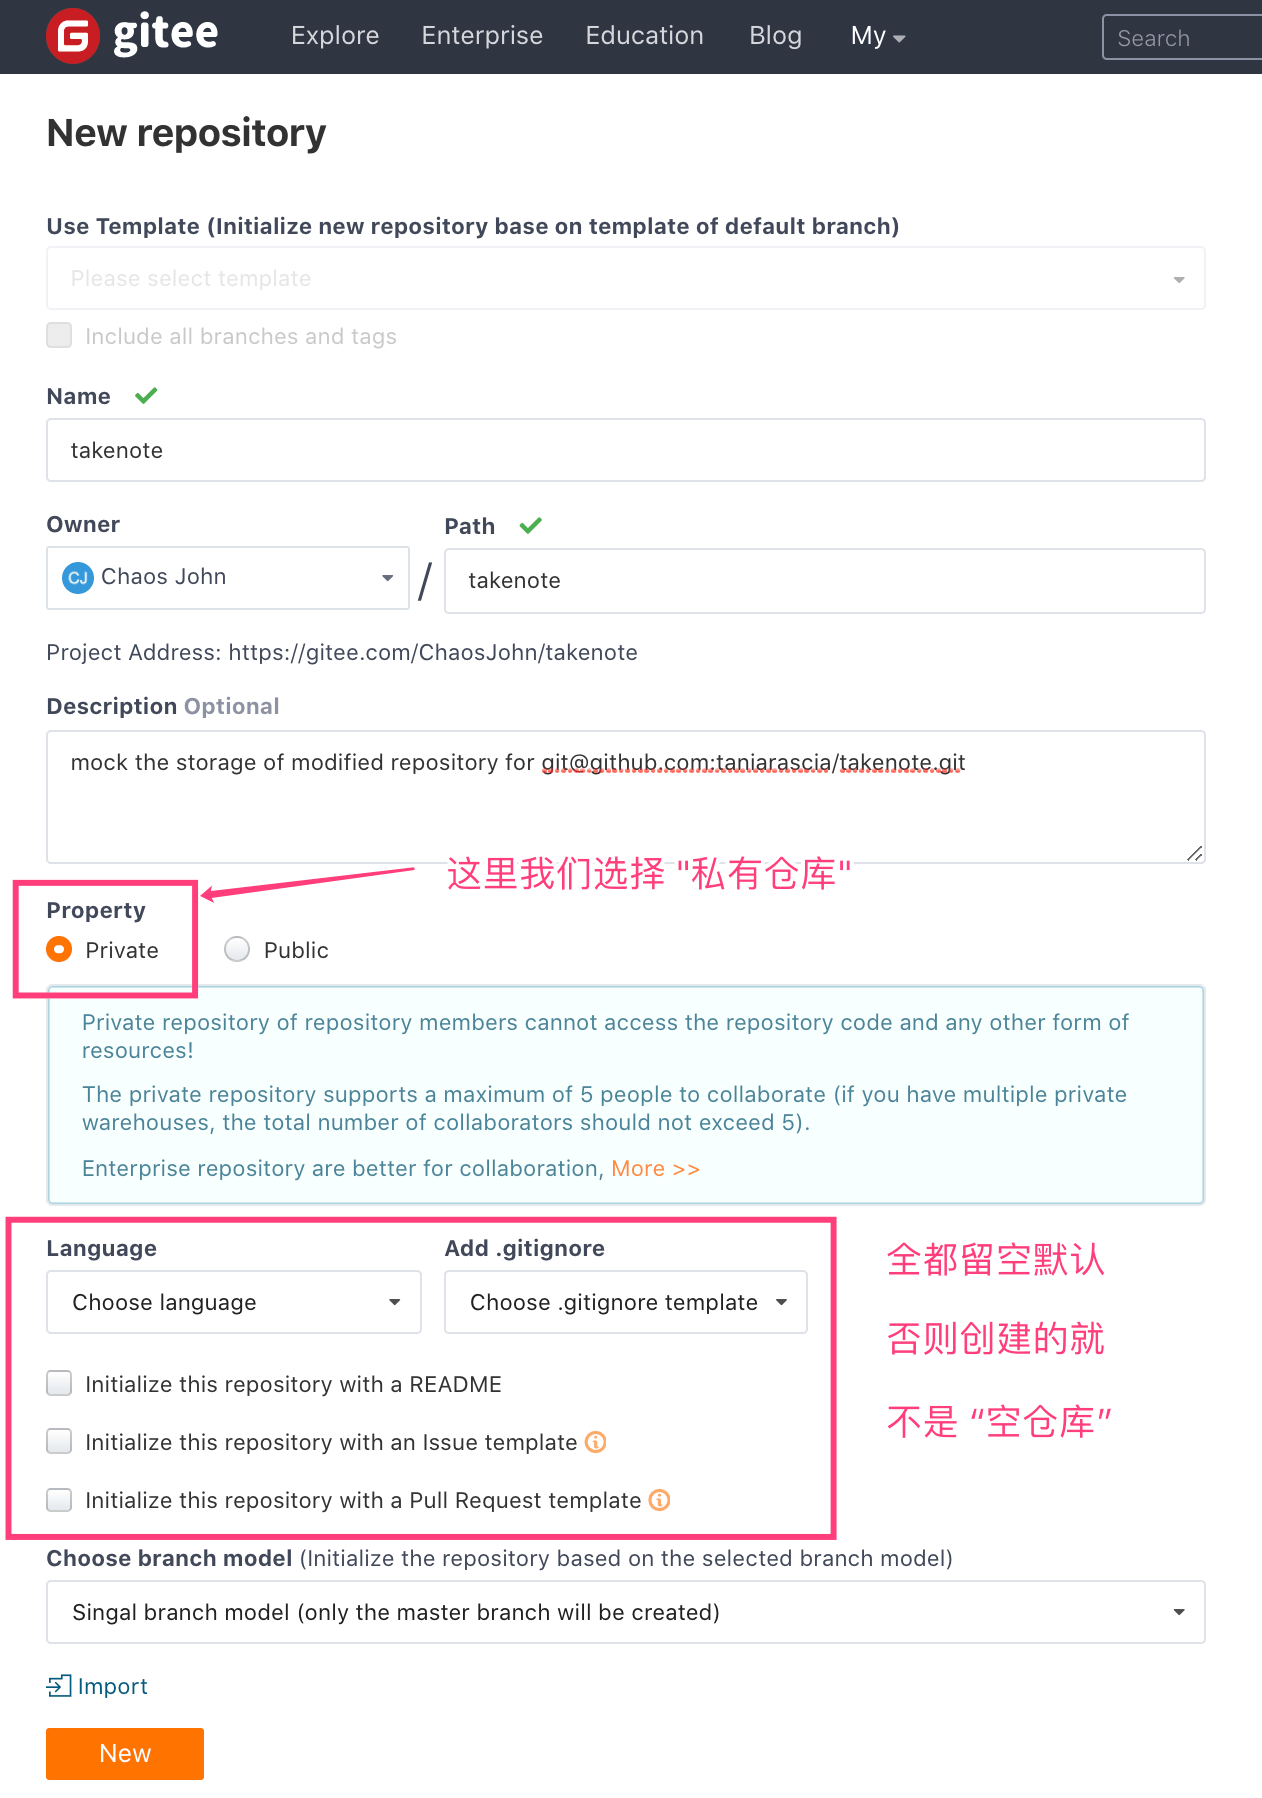 gitee Explore Enterprise Education Blog My Search
New repository
Use Template (Initialize new repository base on template of default branch)
Please select template
Include all branches and tags
Name
takenote
Owner Path
CJ Chaos John / takenote
Project Address: https://gitee.com/ChaosJohn/takenote
Description Optional
mock the storage of modified repository for git@github.com:taniarascia/takenote.git
这里我们选择 "私有仓库"
Property
Private Public
Private repository of repository members cannot access the repository code and any other form of
resources!
The private repository supports a maximum of 5 people to collaborate (if you have multiple private
warehouses, the total number of collaborators should not exceed 5).
Enterprise repository are better for collaboration, More >>
Language Add .gitignore
Choose language Choose .gitignore template
Initialize this repository with a README
Initialize this repository with an Issue template
Initialize this repository with a Pull Request template
全都留空默认
否则创建的就
不是 “空仓库”
Choose branch model (Initialize the repository based on the selected branch model)
Singal branch model (only the master branch will be created)
Import
New